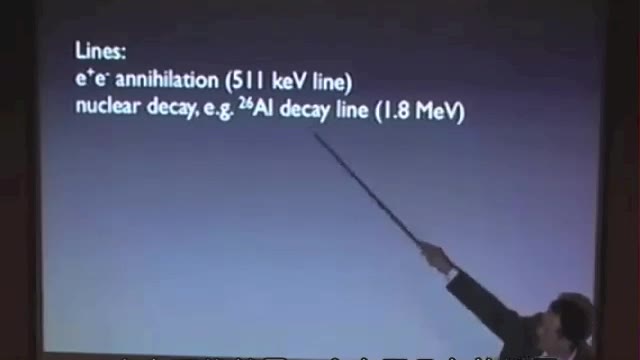 Lines:
e⁺e⁻ annihilation (511 keV line)
nuclear decay, e.g. ²⁶Al decay line (1.8 MeV)